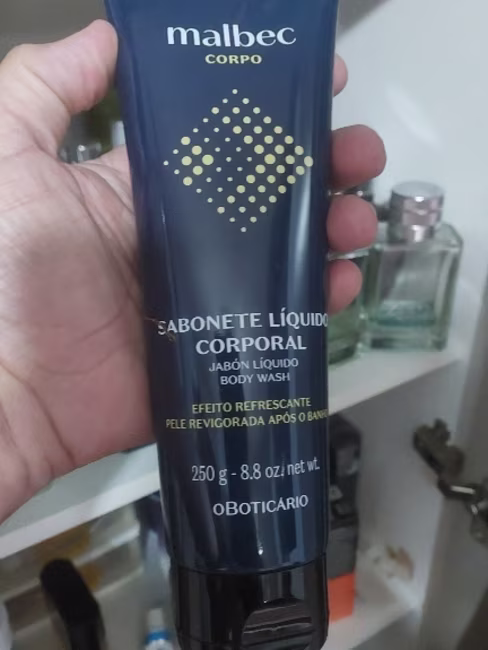 malbec
CORPO
SABONETE LÍQUIDO
CORPORAL
JABÓN LÍQUIDO
BODY WASH
EFEITO REFRESCANTE
PELE REVIGORADA APÓS O BANH
250 g - 8.8 oz. net wt.
OBOTICÁRIO